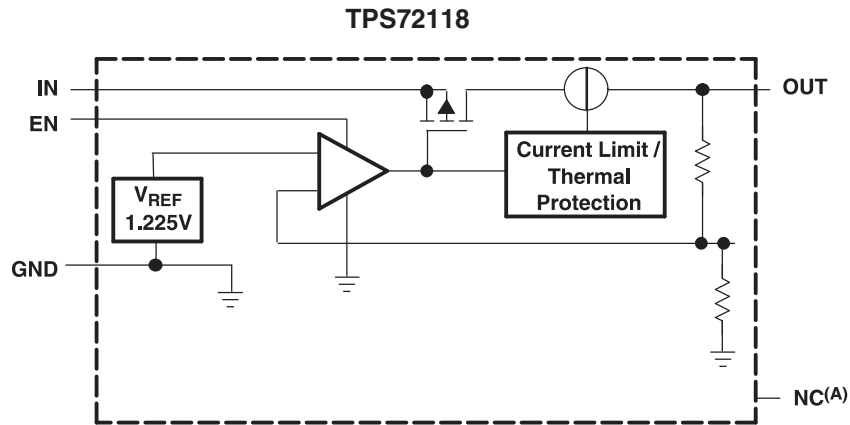 TPS72118
IN
OUT
EN
Current Limit /
Thermal
Protection
VREF
1.225V
GND
NC(A)